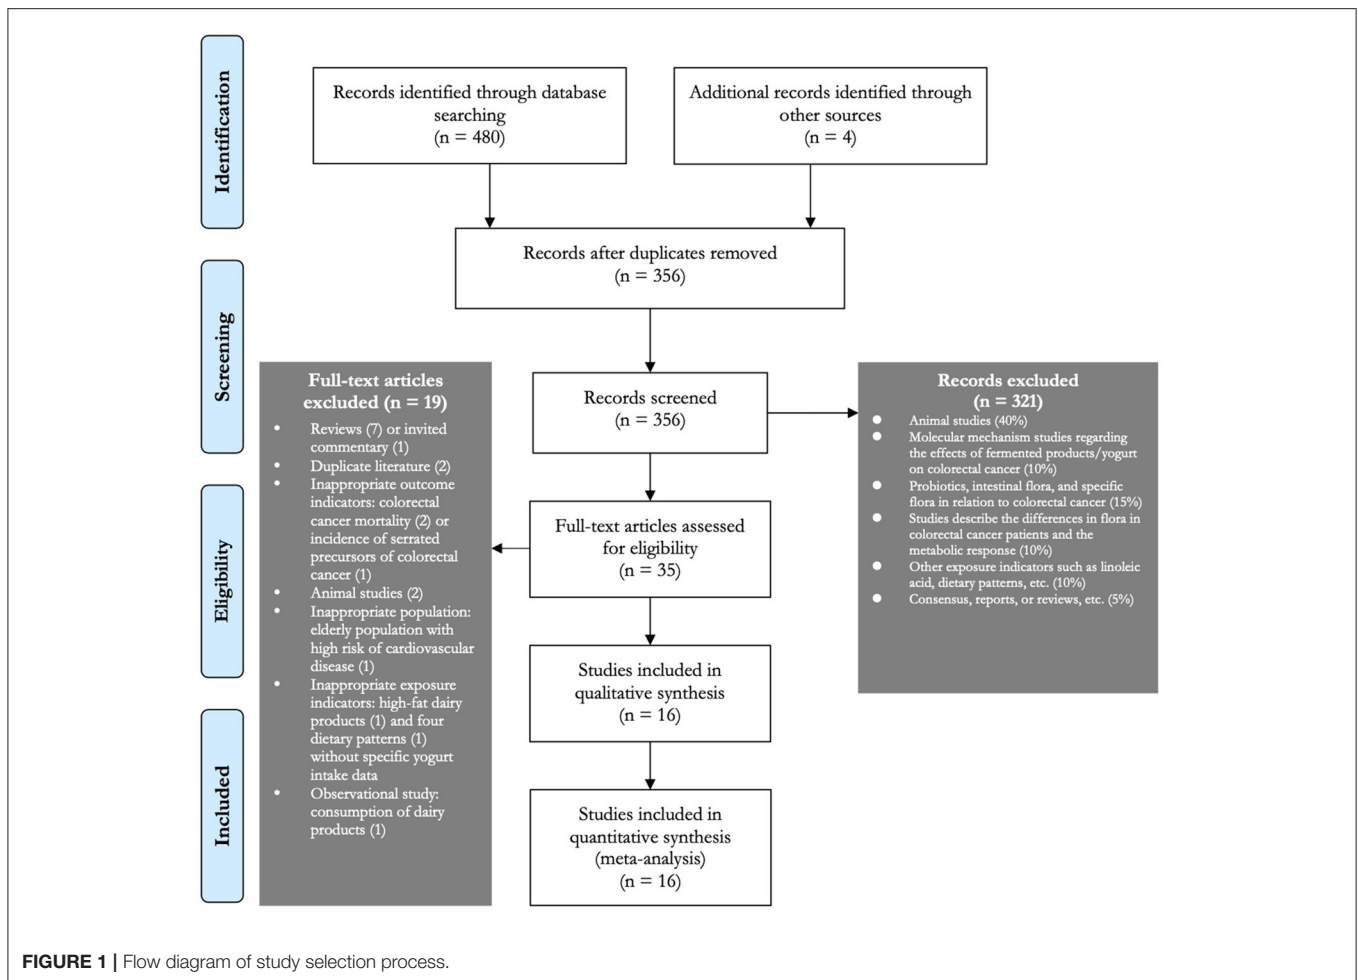 Identification
Records identified through database
searching
(n = 480)
Additional records identified through
other sources
(n = 4)
Records after duplicates removed
(n = 356)
Screening
Records screened
(n = 356)
Records excluded
(n = 321)
● Animal studies (40%)
● Molecular mechanism studies regarding
the effects of fermented products/yogurt
on colorectal cancer (10%)
● Probiotics, intestinal flora, and specific
flora in relation to colorectal cancer (15%)
● Studies describe the differences in flora in
colorectal cancer patients and the
metabolic response (10%)
● Other exposure indicators such as linoleic
acid, dietary patterns, etc. (10%)
● Consensus, reports, or reviews, etc. (5%)
Full-text articles
excluded (n = 19)
• Reviews (7) or invited
commentary (1)
• Duplicate literature (2)
• Inappropriate outcome
indicators: colorectal
cancer mortality (2) or
incidence of serrated
precursors of colorectal
cancer (1)
• Animal studies (2)
• Inappropriate population:
elderly population with
high risk of cardiovascular
disease (1)
• Inappropriate exposure
indicators: high-fat dairy
products (1) and four
dietary patterns (1)
without specific yogurt
intake data
• Observational study:
consumption of dairy
products (1)
Eligibility
Full-text articles assessed
for eligibility
(n = 35)
Studies included in
qualitative synthesis
(n = 16)
Included
Studies included in
quantitative synthesis
(meta-analysis)
(n = 16)
FIGURE 1 | Flow diagram of study selection process.